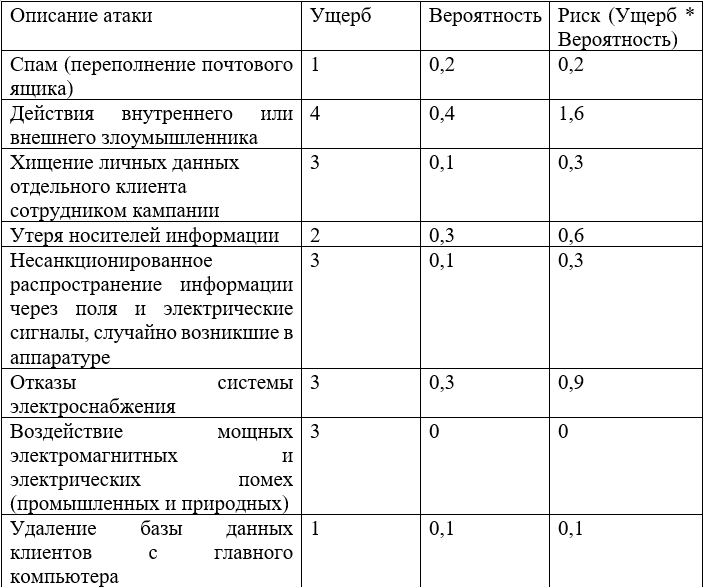 Описание атаки Ущерб Вероятность Риск (Ущерб *
Вероятность)
Спам (переполнение почтового 1 0,2 0,2
ящика)
Действия внутреннего или 4 0,4 1,6
внешнего злоумышленника
Хищение личных данных 3 0,1 0,3
отдельного клиента
сотрудником кампании
Утеря носителей информации 2 0,3 0,6
Несанкционированное 3 0,1 0,3
распространение информации
через поля и электрические
сигналы, случайно возникшие в
аппаратуре
Отказы системы 3 0,3 0,9
электроснабжения
Воздействие мощных 3 0 0
электромагнитных и
электрических помех
(промышленных и природных)
Удаление базы данных 1 0,1 0,1
клиентов с главного
компьютера